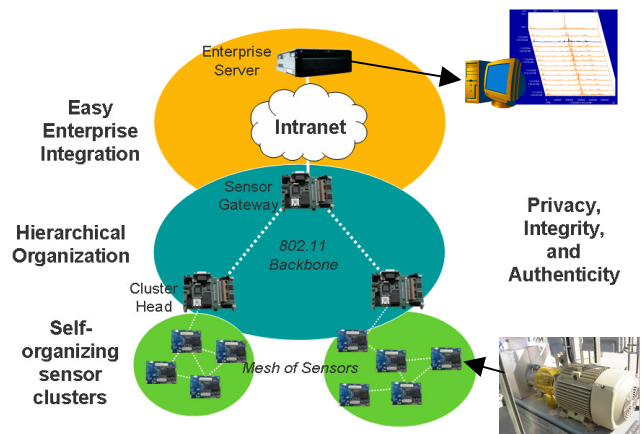 Enterprise
Server
Easy
Enterprise
Integration
Intranet
Sensor
Gateway
Hierarchical
Organization
802.11
Backbone
Privacy,
Integrity,
and
Authenticity
Cluster
Head
Self-
organizing
sensor
clusters
Mesh of Sensors